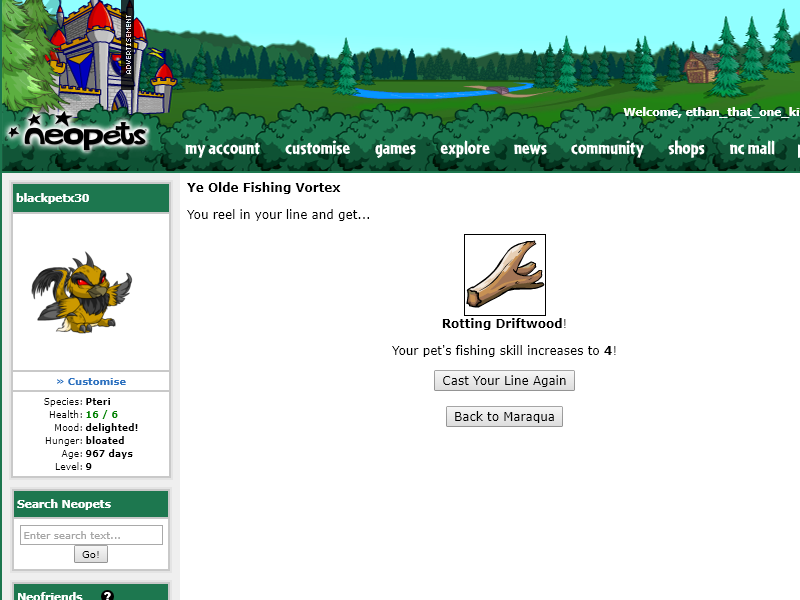 ADVERTISEMENT
Welcome, ethan_that_one_ki
neopets
my account customise games explore news community shops nc mall
blackpetx30
» Customise
Species: Pteri
Health: 16 / 6
Mood: delighted!
Hunger: bloated
Age: 967 days
Level: 9
Search Neopets
Enter search text...
Go!
Neofriends ?
Ye Olde Fishing Vortex
You reel in your line and get...
Rotting Driftwood!
Your pet's fishing skill increases to 4!
Cast Your Line Again
Back to Maraqua